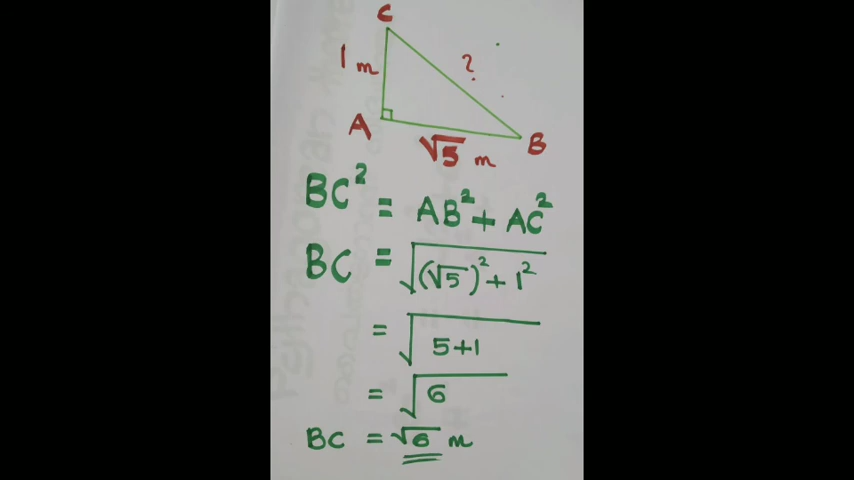 C
1 m
?
A
√5 m
B
BC² = AB² + AC²
BC = √((√5)² + 1²)
= √(5+1)
= √6
BC = √6 m